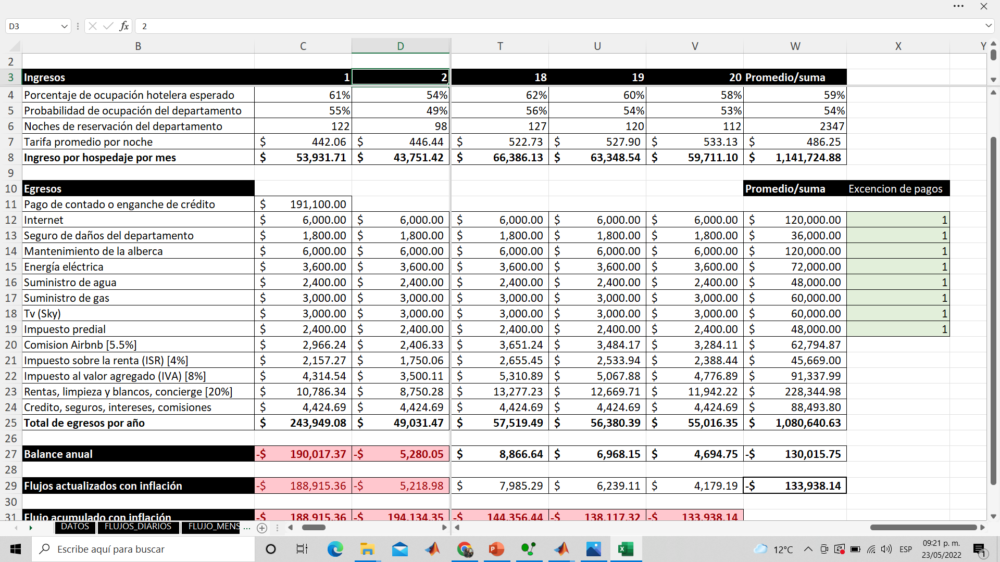 D3 fx 2
B C D T U V W X Y
2
3 Ingresos 1 2 18 19 20 Promedio/suma
4 Porcentaje de ocupación hotelera esperado 61% 54% 62% 60% 58% 59%
5 Probabilidad de ocupación del departamento 55% 49% 56% 54% 53% 54%
6 Noches de reservación del departamento 122 98 127 120 112 2347
7 Tarifa promedio por noche $ 442.06 $ 446.44 $ 522.73 $ 527.90 $ 533.13 $ 486.25
8 Ingreso por hospedaje por mes $ 53,931.71 $ 43,751.42 $ 66,386.13 $ 63,348.54 $ 59,711.10 $ 1,141,724.88
9
10 Egresos Promedio/suma Excencion de pagos
11 Pago de contado o enganche de crédito $ 191,100.00
12 Internet $ 6,000.00 $ 6,000.00 $ 6,000.00 $ 6,000.00 $ 6,000.00 $ 120,000.00 1
13 Seguro de daños del departamento $ 1,800.00 $ 1,800.00 $ 1,800.00 $ 1,800.00 $ 1,800.00 $ 36,000.00 1
14 Mantenimiento de la alberca $ 6,000.00 $ 6,000.00 $ 6,000.00 $ 6,000.00 $ 6,000.00 $ 120,000.00 1
15 Energía eléctrica $ 3,600.00 $ 3,600.00 $ 3,600.00 $ 3,600.00 $ 3,600.00 $ 72,000.00 1
16 Suministro de agua $ 2,400.00 $ 2,400.00 $ 2,400.00 $ 2,400.00 $ 2,400.00 $ 48,000.00 1
17 Suministro de gas $ 3,000.00 $ 3,000.00 $ 3,000.00 $ 3,000.00 $ 3,000.00 $ 60,000.00 1
18 Tv (Sky) $ 3,000.00 $ 3,000.00 $ 3,000.00 $ 3,000.00 $ 3,000.00 $ 60,000.00 1
19 Impuesto predial $ 2,400.00 $ 2,400.00 $ 2,400.00 $ 2,400.00 $ 2,400.00 $ 48,000.00 1
20 Comision Airbnb [5.5%] $ 2,966.24 $ 2,406.33 $ 3,651.24 $ 3,484.17 $ 3,284.11 $ 62,794.87
21 Impuesto sobre la renta (ISR) [4%] $ 2,157.27 $ 1,750.06 $ 2,655.45 $ 2,533.94 $ 2,388.44 $ 45,669.00
22 Impuesto al valor agregado (IVA) [8%] $ 4,314.54 $ 3,500.11 $ 5,310.89 $ 5,067.88 $ 4,776.89 $ 91,337.99
23 Rentas, limpieza y blancos, concierge [20%] $ 10,786.34 $ 8,750.28 $ 13,277.23 $ 12,669.71 $ 11,942.22 $ 228,344.98
24 Credito, seguros, intereses, comisiones $ 4,424.69 $ 4,424.69 $ 4,424.69 $ 4,424.69 $ 4,424.69 $ 88,493.80
25 Total de egresos por año $ 243,949.08 $ 49,031.47 $ 57,519.49 $ 56,380.39 $ 55,016.35 $ 1,080,640.63
26
27 Balance anual -$ 190,017.37 -$ 5,280.05 $ 8,866.64 $ 6,968.15 $ 4,694.75 -$ 130,015.75
28
29 Flujos actualizados con inflación -$ 188,915.36 -$ 5,218.98 $ 7,985.29 $ 6,239.11 $ 4,179.19 -$ 133,938.14
30
31 Flujo acumulado con inflación -$ 188,915.36 -$ 194,134.35 -$ 144,356.44 -$ 138,117.32 -$ 133,938.14
DATOS FLUJOS_DIARIOS FLUJO_MENS ...
Escribe aquí para buscar 12°C ESP 09:21 p. m.
23/05/2022 1